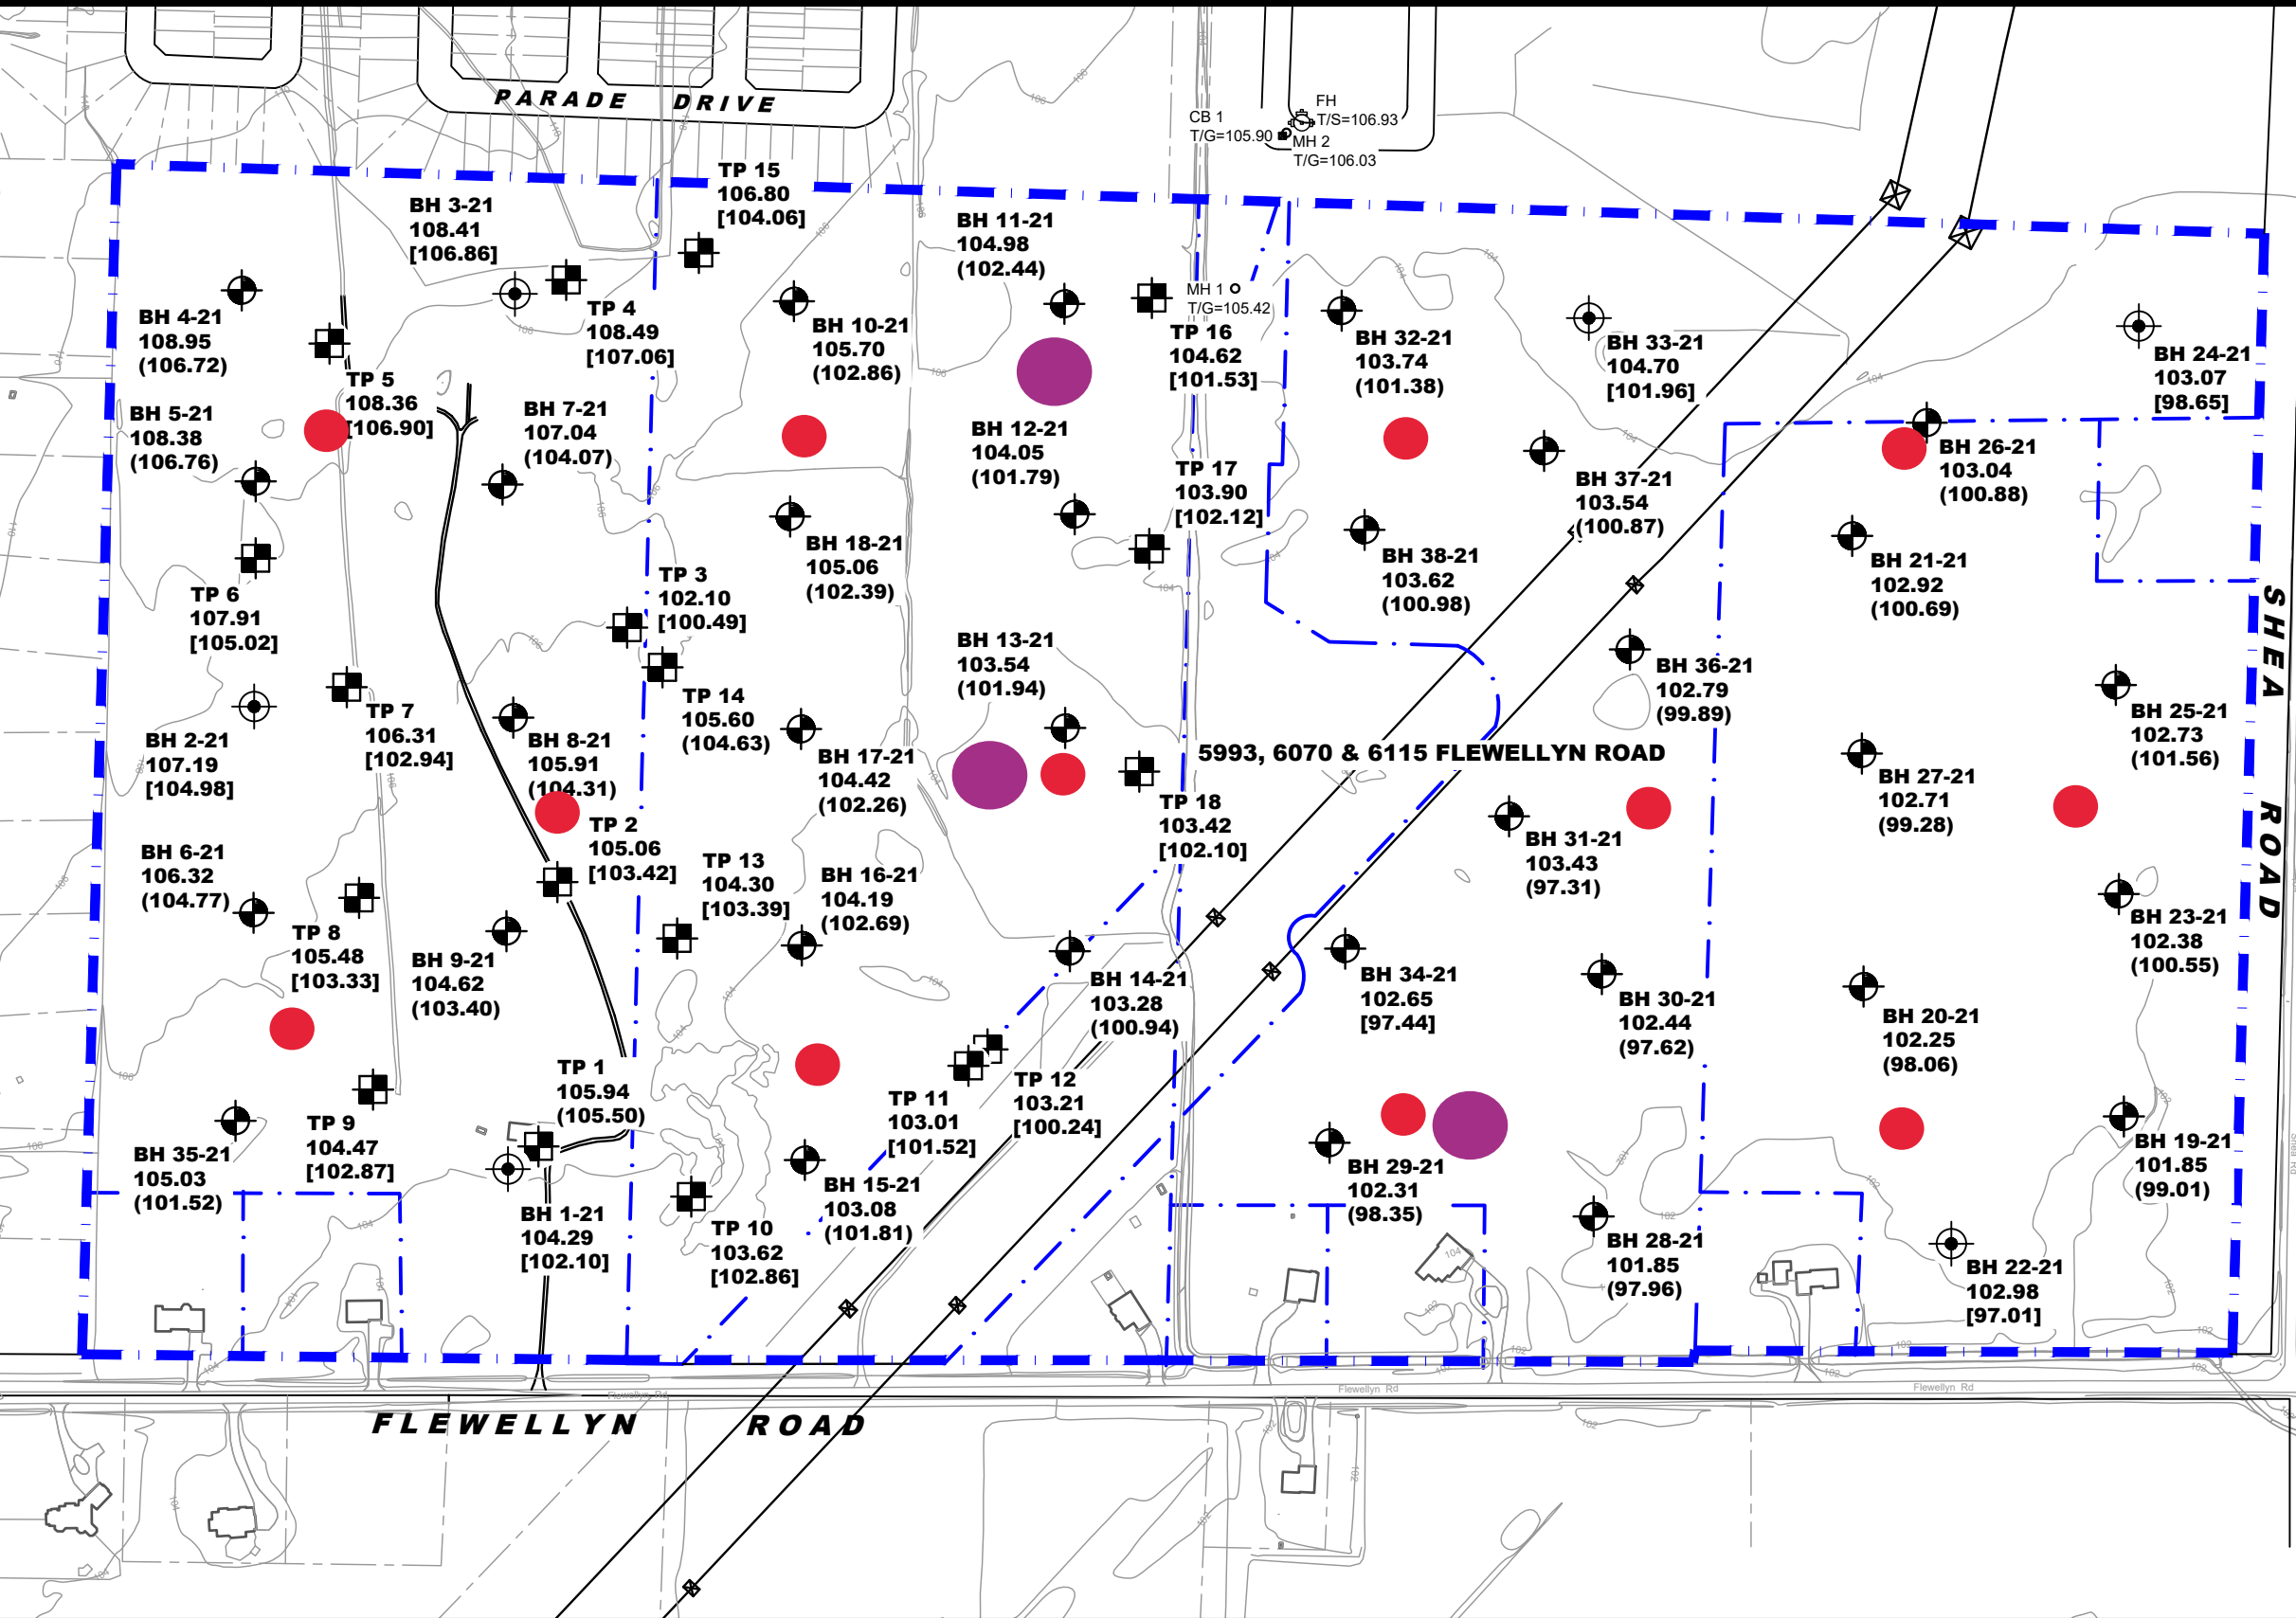 PARADE DRIVE
CB 1
T/G=105.90
FH
T/S=106.93
MH 2
T/G=106.03
TP 15
106.80
[104.06]
BH 3-21
108.41
[106.86]
BH 11-21
104.98
(102.44)
MH 1
T/G=105.42
BH 4-21
108.95
(106.72)
TP 4
108.49
[107.06]
BH 10-21
105.70
(102.86)
TP 16
104.62
[101.53]
BH 32-21
103.74
(101.38)
BH 33-21
104.70
[101.96]
BH 24-21
103.07
[98.65]
TP 5
108.36
[106.90]
BH 5-21
108.38
(106.76)
BH 7-21
107.04
(104.07)
BH 12-21
104.05
(101.79)
TP 17
103.90
[102.12]
BH 37-21
103.54
(100.87)
BH 26-21
103.04
(100.88)
BH 18-21
105.06
(102.39)
BH 38-21
103.62
(100.98)
BH 21-21
102.92
(100.69)
TP 6
107.91
[105.02]
TP 3
102.10
[100.49]
BH 13-21
103.54
(101.94)
BH 36-21
102.79
(99.89)
SHEA ROAD
TP 7
106.31
[102.94]
TP 14
105.60
(104.63)
BH 2-21
107.19
[104.98]
BH 8-21
105.91
(104.31)
BH 17-21
104.42
(102.26)
5993, 6070 & 6115 FLEWELLYN ROAD
BH 25-21
102.73
(101.56)
BH 27-21
102.71
(99.28)
TP 18
103.42
[102.10]
TP 2
105.06
[103.42]
BH 6-21
106.32
(104.77)
TP 13
104.30
[103.39]
BH 16-21
104.19
(102.69)
BH 31-21
103.43
(97.31)
BH 23-21
102.38
(100.55)
TP 8
105.48
[103.33]
BH 9-21
104.62
(103.40)
BH 14-21
103.28
(100.94)
BH 34-21
102.65
[97.44]
BH 30-21
102.44
(97.62)
BH 20-21
102.25
(98.06)
TP 1
105.94
(105.50)
TP 11
103.01
[101.52]
TP 12
103.21
[100.24]
TP 9
104.47
[102.87]
BH 35-21
105.03
(101.52)
BH 15-21
103.08
(101.81)
BH 29-21
102.31
(98.35)
BH 19-21
101.85
(99.01)
BH 1-21
104.29
[102.10]
TP 10
103.62
[102.86]
BH 28-21
101.85
(97.96)
BH 22-21
102.98
[97.01]
Shea Rd
Flewellyn Rd
Flewellyn Rd
Flewellyn Rd
FLEWELLYN ROAD